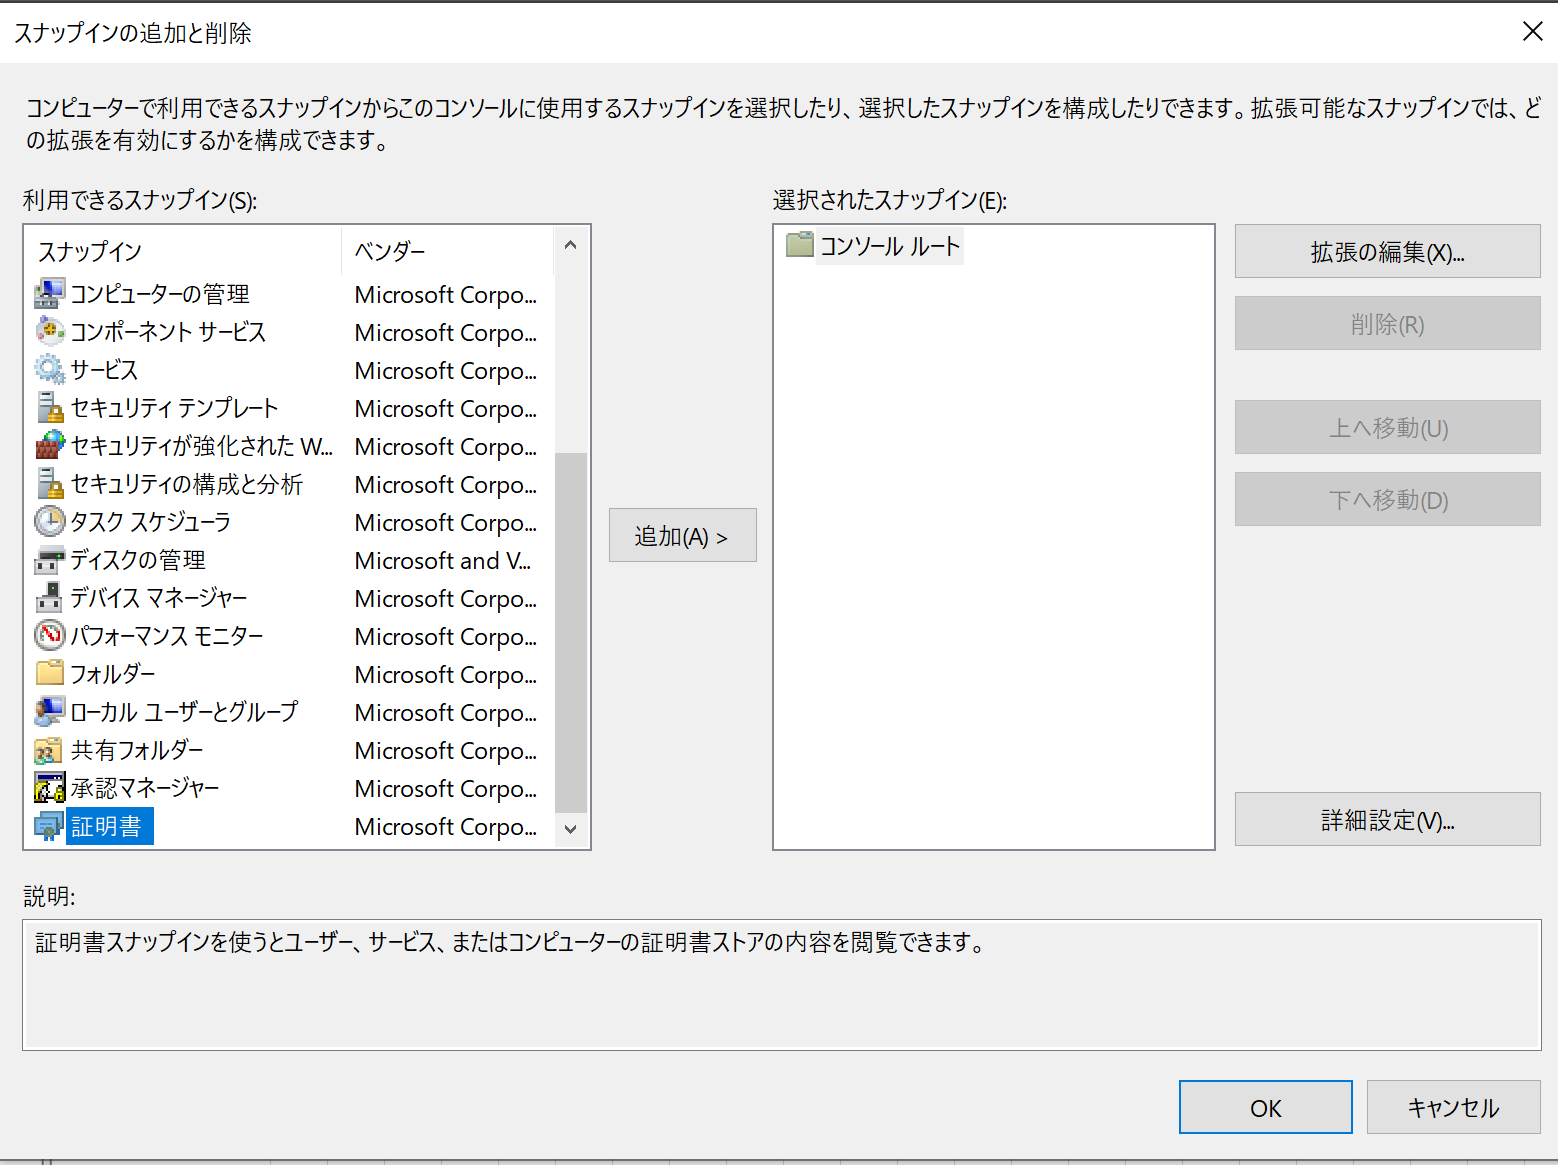 スナップインの追加と削除
コンピューターで利用できるスナップインからこのコンソールに使用するスナップインを選択したり、選択したスナップインを構成したりできます。拡張可能なスナップインでは、ど
の拡張を有効にするかを構成できます。
利用できるスナップイン(S):
スナップイン ベンダー
コンピューターの管理 Microsoft Corpo...
コンポーネント サービス Microsoft Corpo...
サービス Microsoft Corpo...
セキュリティ テンプレート Microsoft Corpo...
セキュリティが強化された W... Microsoft Corpo...
セキュリティの構成と分析 Microsoft Corpo...
タスク スケジューラ Microsoft Corpo...
ディスクの管理 Microsoft and V...
デバイス マネージャー Microsoft Corpo...
パフォーマンス モニター Microsoft Corpo...
フォルダー Microsoft Corpo...
ローカル ユーザーとグループ Microsoft Corpo...
共有フォルダー Microsoft Corpo...
承認マネージャー Microsoft Corpo...
証明書 Microsoft Corpo...
追加(A) >
選択されたスナップイン(E):
コンソール ルート
拡張の編集(X)...
削除(R)
上へ移動(U)
下へ移動(D)
詳細設定(V)...
説明:
証明書スナップインを使うとユーザー、サービス、またはコンピューターの証明書ストアの内容を閲覧できます。
OK
キャンセル